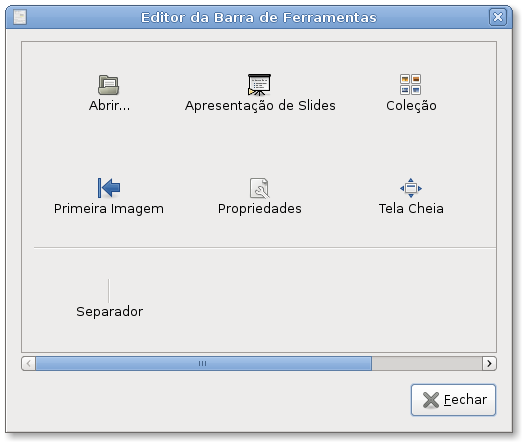 Editor da Barra de Ferramentas
Abrir... Apresentação de Slides Coleção
Primeira Imagem Propriedades Tela Cheia
Separador
Fechar